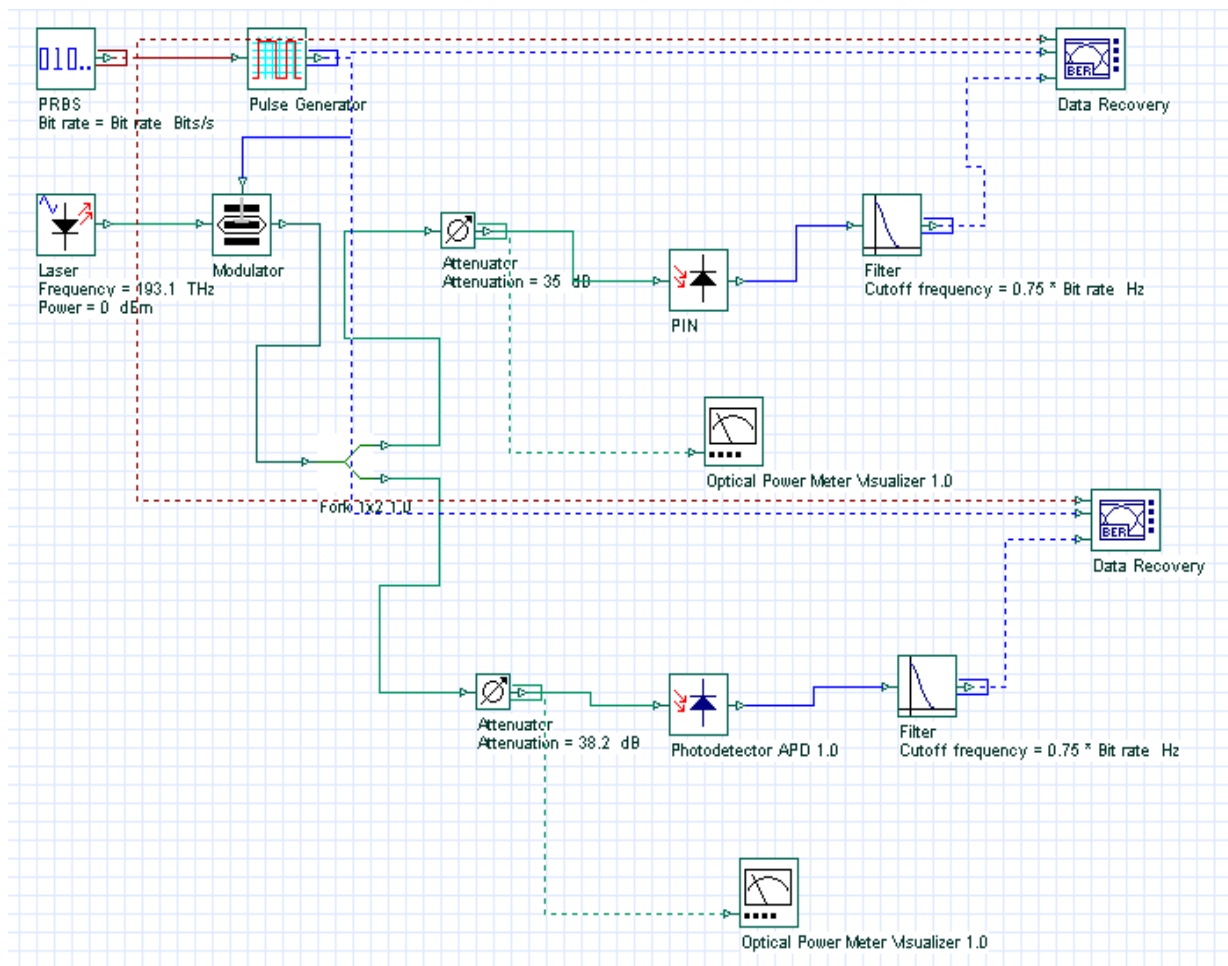 010..
PRBS
Bit rate = Bit rate Bits/s
Pulse Generator
BER
Data Recovery
Laser
Frequency = 193.1 THz
Power = 0 dBm
Modulator
Attenuator
Attenuation = 35 dB
PIN
Filter
Cutoff frequency = 0.75 * Bit rate Hz
Optical Power Meter Visualizer 1.0
Fork 1x2 1.0
BER
Data Recovery
Attenuator
Attenuation = 38.2 dB
Photodetector APD 1.0
Filter
Cutoff frequency = 0.75 * Bit rate Hz
Optical Power Meter Visualizer 1.0